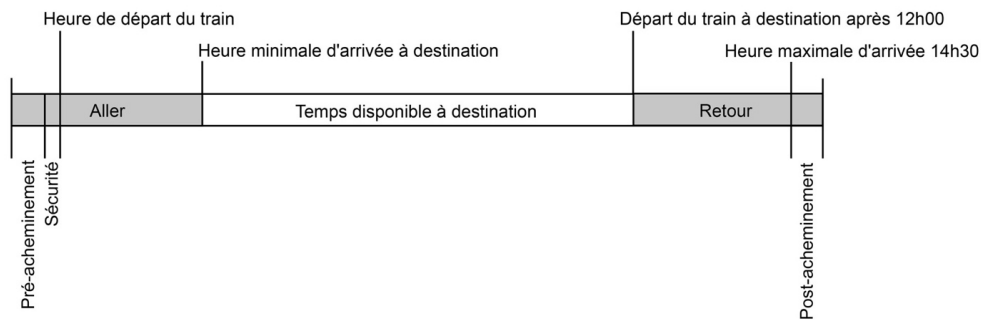 Heure de départ du train
Départ du train à destination après 12h00
Heure minimale d'arrivée à destination
Heure maximale d'arrivée 14h30
Aller
Temps disponible à destination
Retour
Pré-acheminement
Sécurité
Post-acheminement